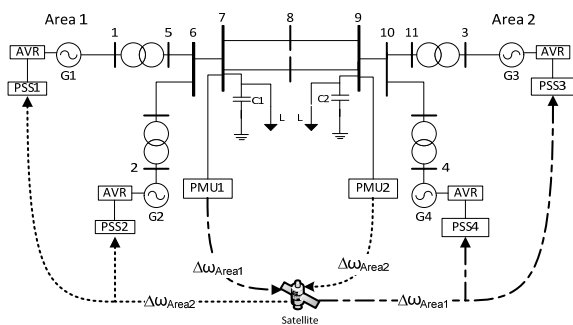 Area 1
Area 2
1
5
6
7
8
9
10
11
3
AVR
G1
PSS1
G3
AVR
PSS3
C1
L
L
C2
2
AVR
G2
PSS2
PMU1
PMU2
4
G4
AVR
PSS4
ΔωArea1
ΔωArea2
ΔωArea2
ΔωArea1
Satellite